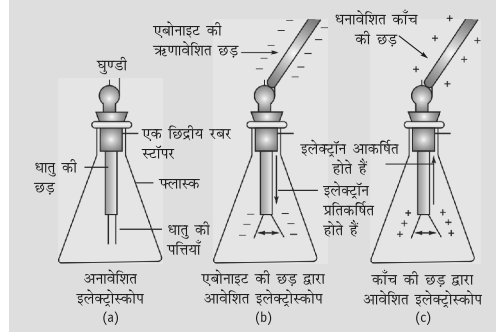 घुण्डी
एक छिद्रीय रबर
स्टॉपर
धातु की
छड़
फ्लास्क
धातु की
पत्तियाँ
अनावेशित
इलेक्ट्रोस्कोप
(a)
एबोनाइट की
ऋणावेशित छड़
इलेक्ट्रॉन
प्रतिकर्षित
होते हैं
एबोनाइट की छड़ द्वारा
आवेशित इलेक्ट्रोस्कोप
(b)
धनावेशित काँच
की छड़
इलेक्ट्रॉन आकर्षित
होते हैं
काँच की छड़ द्वारा
आवेशित इलेक्ट्रोस्कोप
(c)